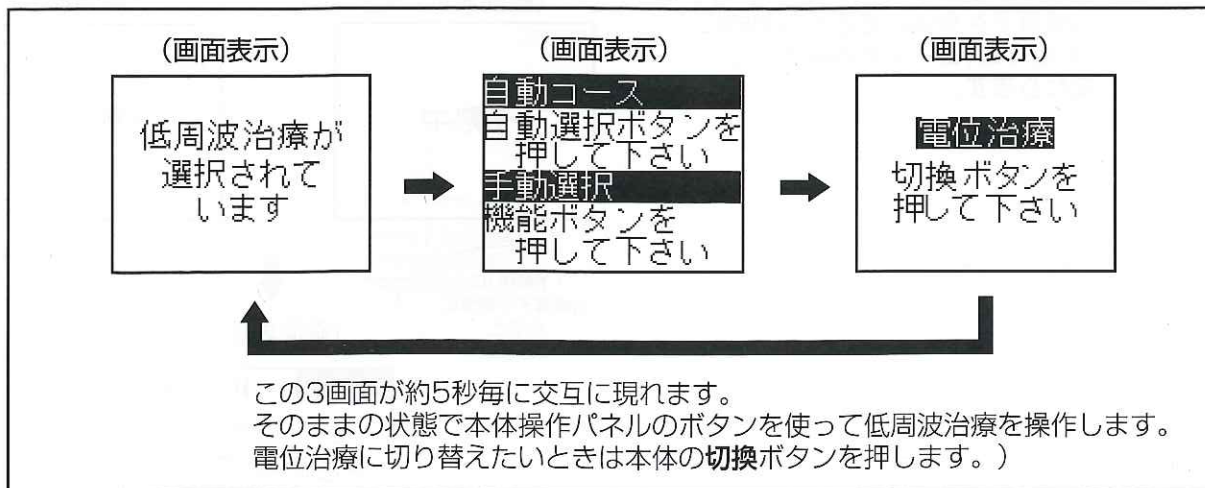 (画面表示)
低周波治療が
選択されて
います
(画面表示)
自動コース
自動選択ボタンを
押して下さい
手動選択
機能ボタンを
押して下さい
(画面表示)
電位治療
切換ボタンを
押して下さい
この3画面が約5秒毎に交互に現れます。
そのままの状態で本体操作パネルのボタンを使って低周波治療を操作します。
電位治療に切り替えたいときは本体の切換ボタンを押します。)